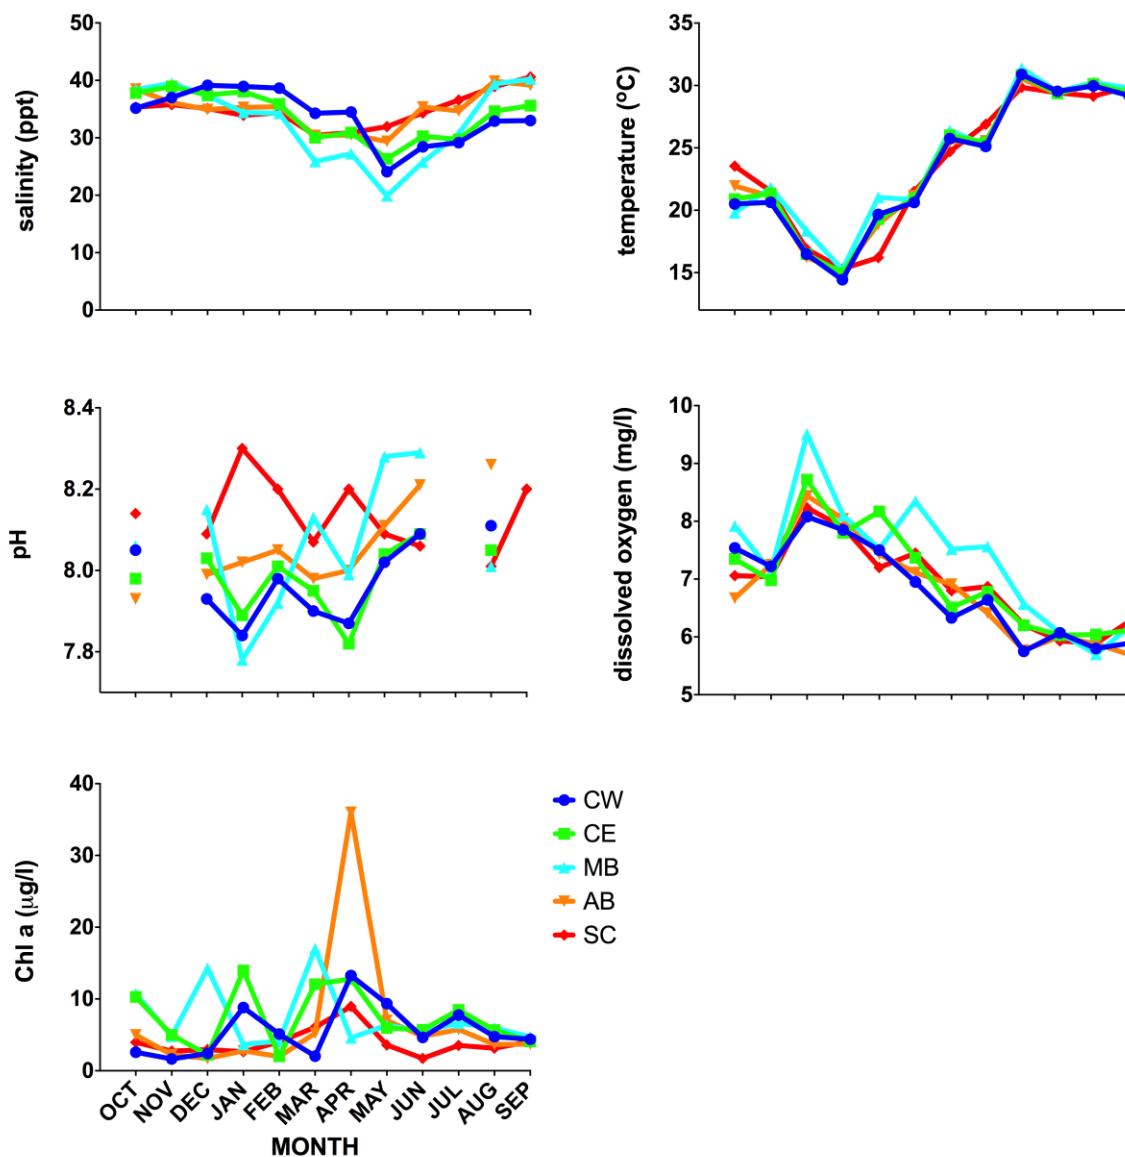 50
40
30
20
10
0
salinity (ppt)
35
30
25
20
15
temperature (°C)
8.4
8.2
8.0
7.8
pH
10
9
8
7
6
5
dissolved oxygen (mg/l)
40
30
20
10
0
Chl a (µg/l)
OCT NOV DEC JAN FEB MAR APR MAY JUN JUL AUG SEP
MONTH
CW
CE
MB
AB
SC